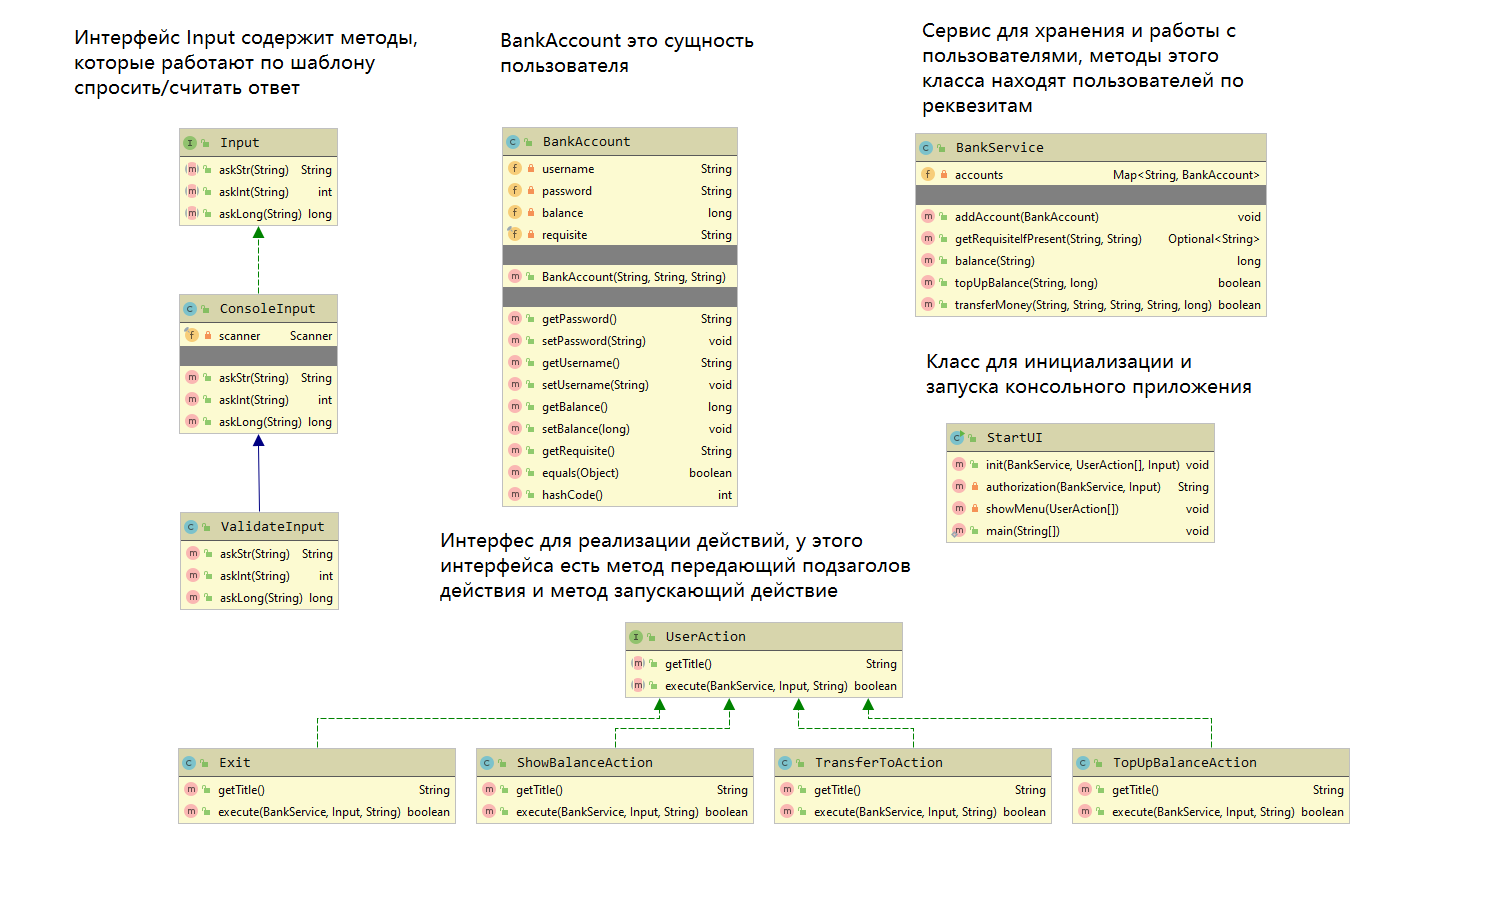 Интерфейс Input содержит методы,
которые работают по шаблону
спросить/считать ответ
Input
askStr(String) String
askInt(String) int
askLong(String) long
ConsoleInput
scanner Scanner
askStr(String) String
askInt(String) int
askLong(String) long
ValidateInput
askStr(String) String
askInt(String) int
askLong(String) long
BankAccount это сущность
пользователя
BankAccount
username String
password String
balance long
requisite String
BankAccount(String, String, String)
getPassword() String
setPassword(String) void
getUsername() String
setUsername(String) void
getBalance() long
setBalance(long) void
getRequisite() String
equals(Object) boolean
hashCode() int
Сервис для хранения и работы с
пользователями, методы этого
класса находят пользователей по
реквезитам
BankService
accounts Map<String, BankAccount>
addAccount(BankAccount) void
getRequisiteIfPresent(String, String) Optional<String>
balance(String) long
topUpBalance(String, long) boolean
transferMoney(String, String, String, String, long) boolean
Класс для инициализации и
запуска консольного приложения
StartUI
init(BankService, UserAction[], Input) void
authorization(BankService, Input) String
showMenu(UserAction[]) void
main(String[]) void
Интерфес для реализации действий, у этого
интерфейса есть метод передающий подзаголов
действия и метод запускающий действие
UserAction
getTitle() String
execute(BankService, Input, String) boolean
Exit
getTitle() String
execute(BankService, Input, String) boolean
ShowBalanceAction
getTitle() String
execute(BankService, Input, String) boolean
TransferToAction
getTitle() String
execute(BankService, Input, String) boolean
TopUpBalanceAction
getTitle() String
execute(BankService, Input, String) boolean